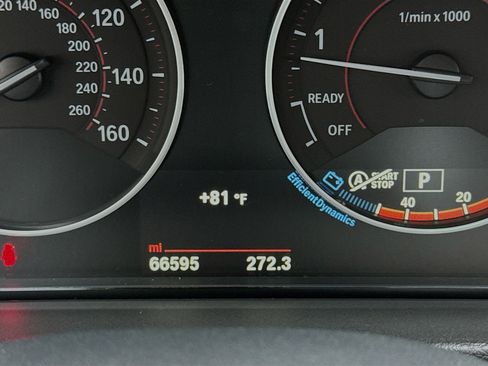 120 140 160 180 200 220 240 260
140
160
1/min x 1000
1
READY
OFF
A START STOP
P
EfficientDynamics
40 20
+81 °F
mi
66595 272.3